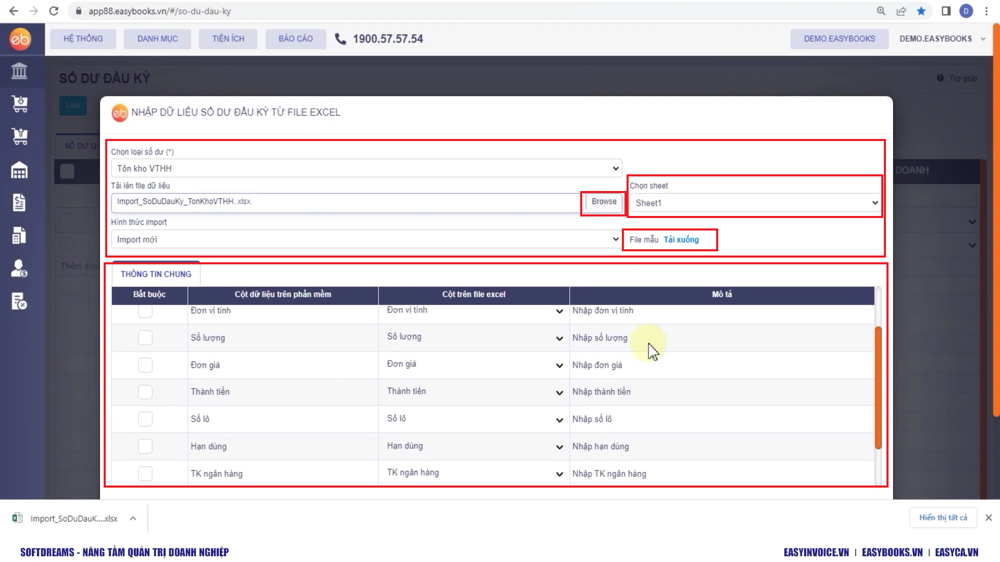 app88.easybooks.vn/#/so-du-dau-ky
D
eb
HỆ THỐNG
DANH MỤC
TIỆN ÍCH
BÁO CÁO
1900.57.57.54
DEMO.EASYBOOKS
DEMO.EASYBOOKS
SỐ DƯ ĐẦU KỲ
Trợ giúp
Lưu
eb
NHẬP DỮ LIỆU SỐ DƯ ĐẦU KỲ TỪ FILE EXCEL
SỐ DƯ
DOANH
Chọn loại số dư (*)
Tồn kho VTHH
Tải lên file dữ liệu
Chọn sheet
Import_SoDuDauKy_TonKhoVTHH..xlsx
Browse
Sheet1
Hình thức import
Import mới
File mẫu Tải xuống
Thêm dòng
THÔNG TIN CHUNG
Bắt buộc
Cột dữ liệu trên phần mềm
Cột trên file excel
Mô tả
Đơn vị tính
Đơn vị tính
Nhập đơn vị tính
Số lượng
Số lượng
Nhập số lượng
Đơn giá
Đơn giá
Nhập đơn giá
Thành tiền
Thành tiền
Nhập thành tiền
Số lô
Số lô
Nhập số lô
Hạn dùng
Hạn dùng
Nhập hạn dùng
TK ngân hàng
TK ngân hàng
Nhập TK ngân hàng
Import_SoDuDauK....xlsx
Hiển thị tất cả
SOFTDREAMS - NÂNG TẦM QUẢN TRỊ DOANH NGHIỆP
EASYINVOICE.VN | EASYBOOKS.VN | EASYCA.VN